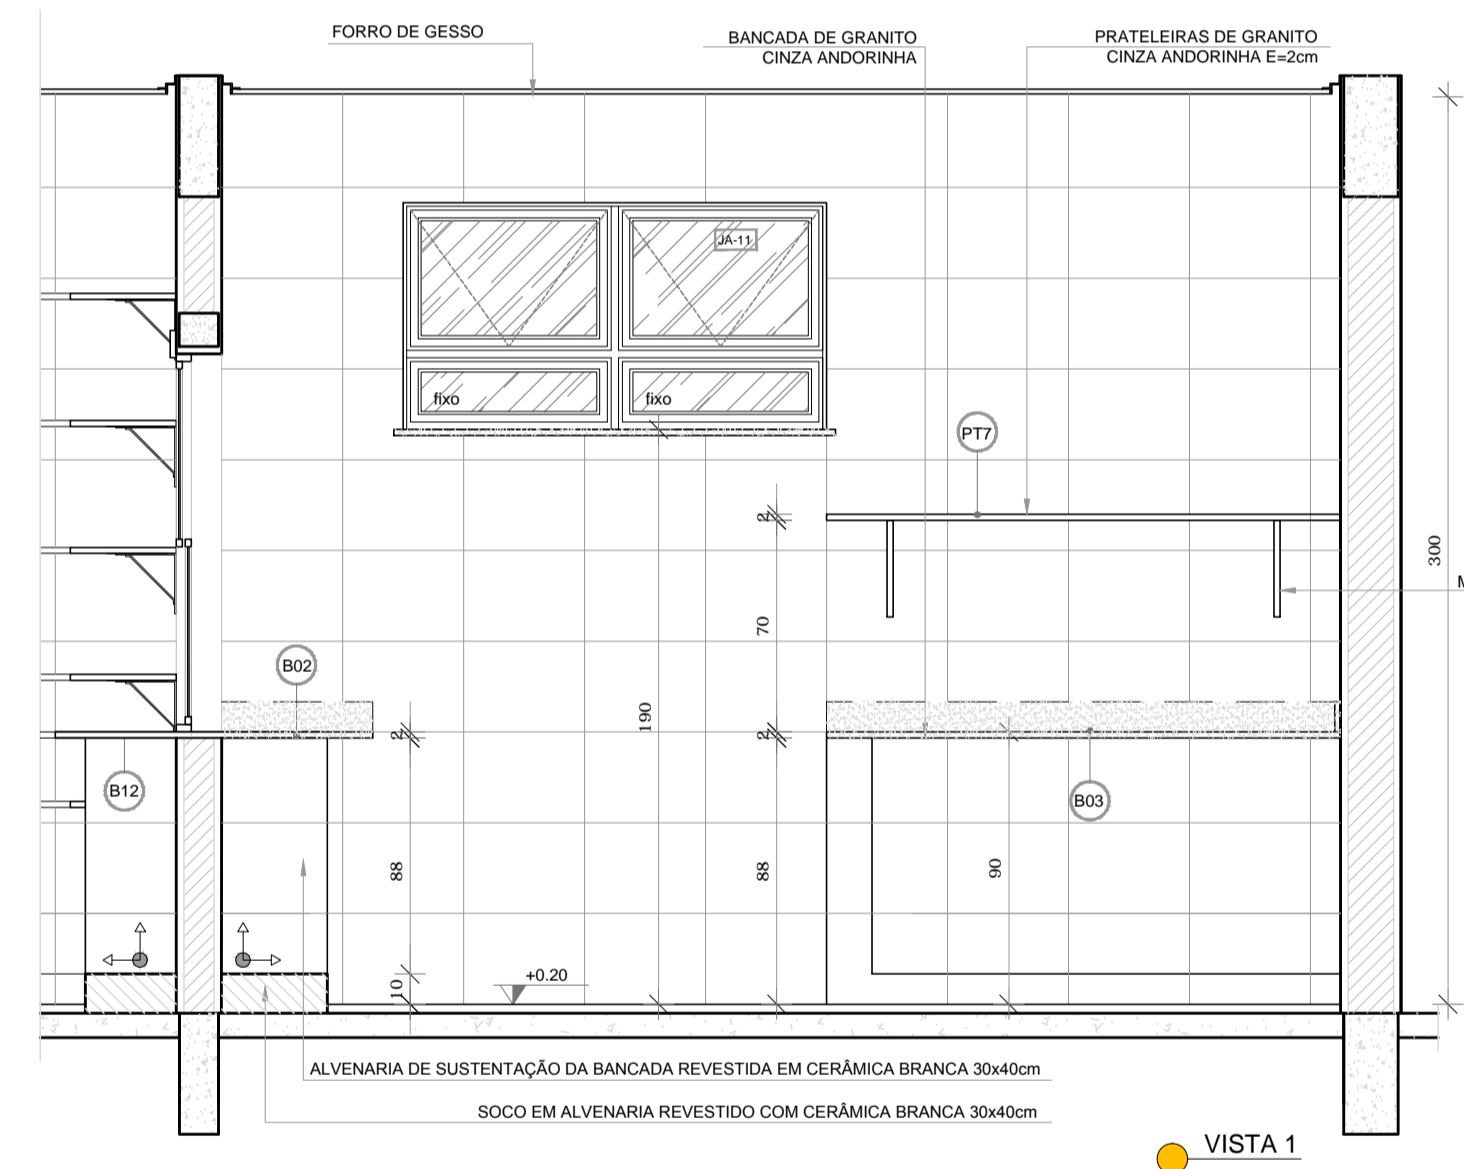 FORRO DE GESSO
BANCADA DE GRANITO
CINZA ANDORINHA
PRATELEIRAS DE GRANITO
CINZA ANDORINHA E=2cm
JA-11
fixo
fixo
PT7
2
300
M
70
B02
190
2
2
B12
B03
88
88
90
+0.20
10
ALVENARIA DE SUSTENTAÇÃO DA BANCADA REVESTIDA EM CERÂMICA BRANCA 30x40cm
SOCO EM ALVENARIA REVESTIDO COM CERÂMICA BRANCA 30x40cm
VISTA 1